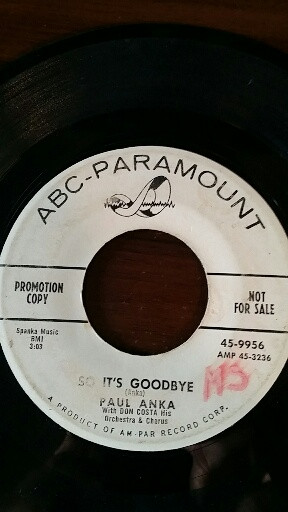 ABC-PARAMOUNT
PROMOTION
COPY
NOT
FOR SALE
Spanka Music
BMI
3:03
45-9956
AMP 45-3236
SO IT'S GOODBYE
(Anka)
PAUL ANKA
With DON COSTA His
Orchestra & Chorus
MS
A PRODUCT OF AM-PAR RECORD CORP.